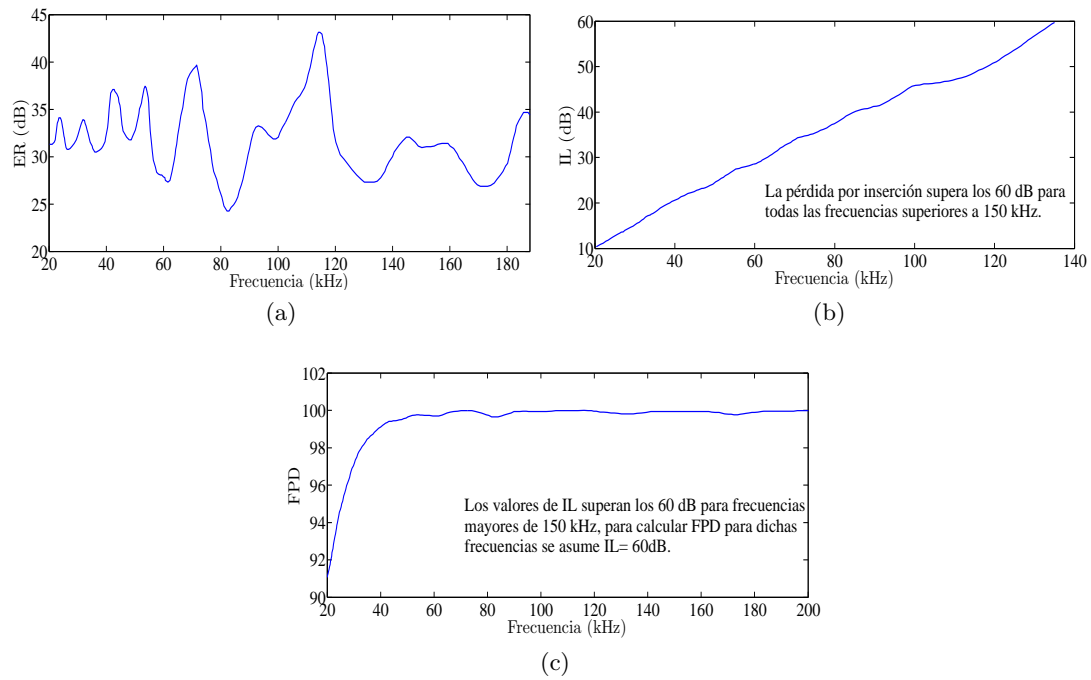 45
40
35
30
25
20
ER (dB)
20 40 60 80 100 120 140 160 180
Frecuencia (kHz)
(a)
60
50
40
30
20
10
IL (dB)
La pérdida por inserción supera los 60 dB para
todas las frecuencias superiores a 150 kHz.
20 40 60 80 100 120 140
Frecuencia (kHz)
(b)
102
100
98
96
94
92
90
FPD
Los valores de IL superan los 60 dB para frecuencias
mayores de 150 kHz, para calcular FPD para dichas
frecuencias se asume IL= 60dB.
20 40 60 80 100 120 140 160 180 200
Frecuencia (kHz)
(c)